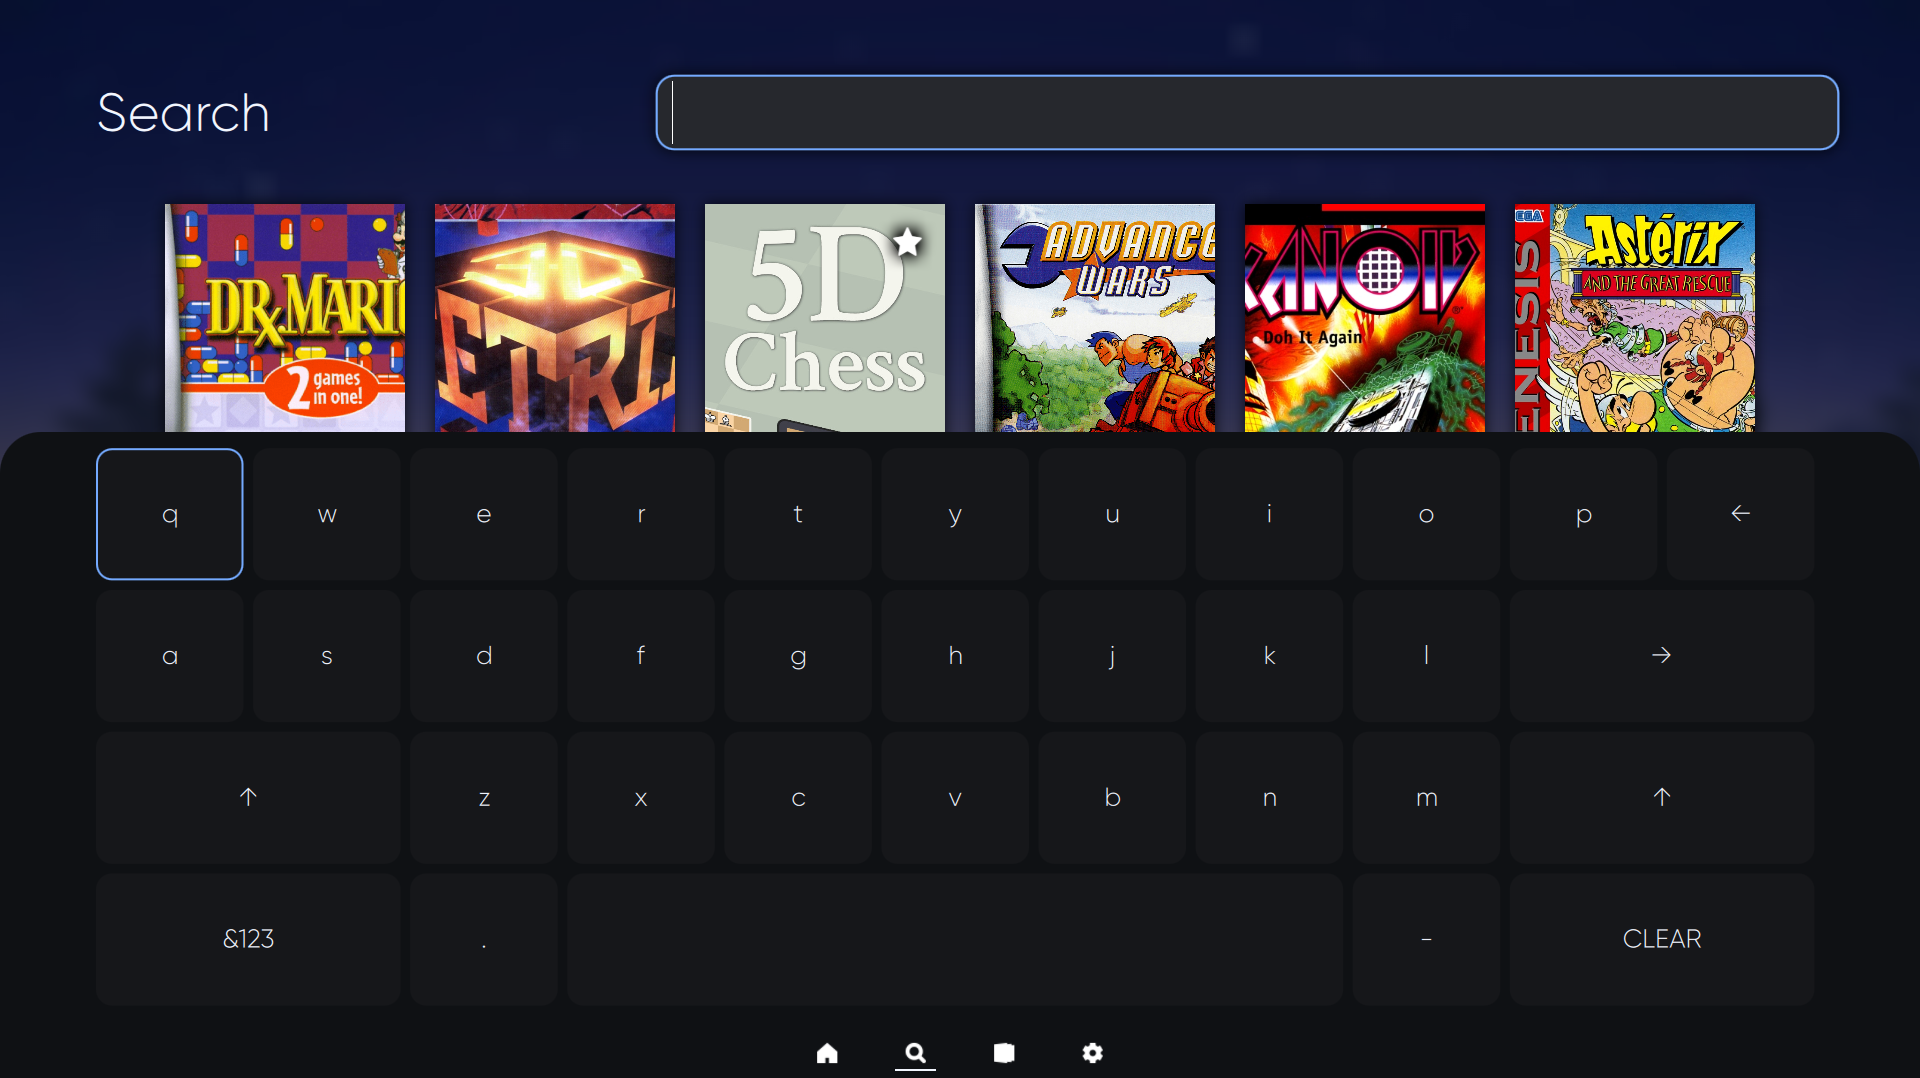 Search
DR. MARIO
2 games
in one!
3D
TETRIS
5D
Chess
ADVANCE
WARS
KANOID
Doh It Again
SEGA
GENESIS
Astérix
AND THE GREAT RESCUE
q w e r t y u i o p ←
a s d f g h j k l →
↑ z x c v b n m ↑
&123 . - CLEAR